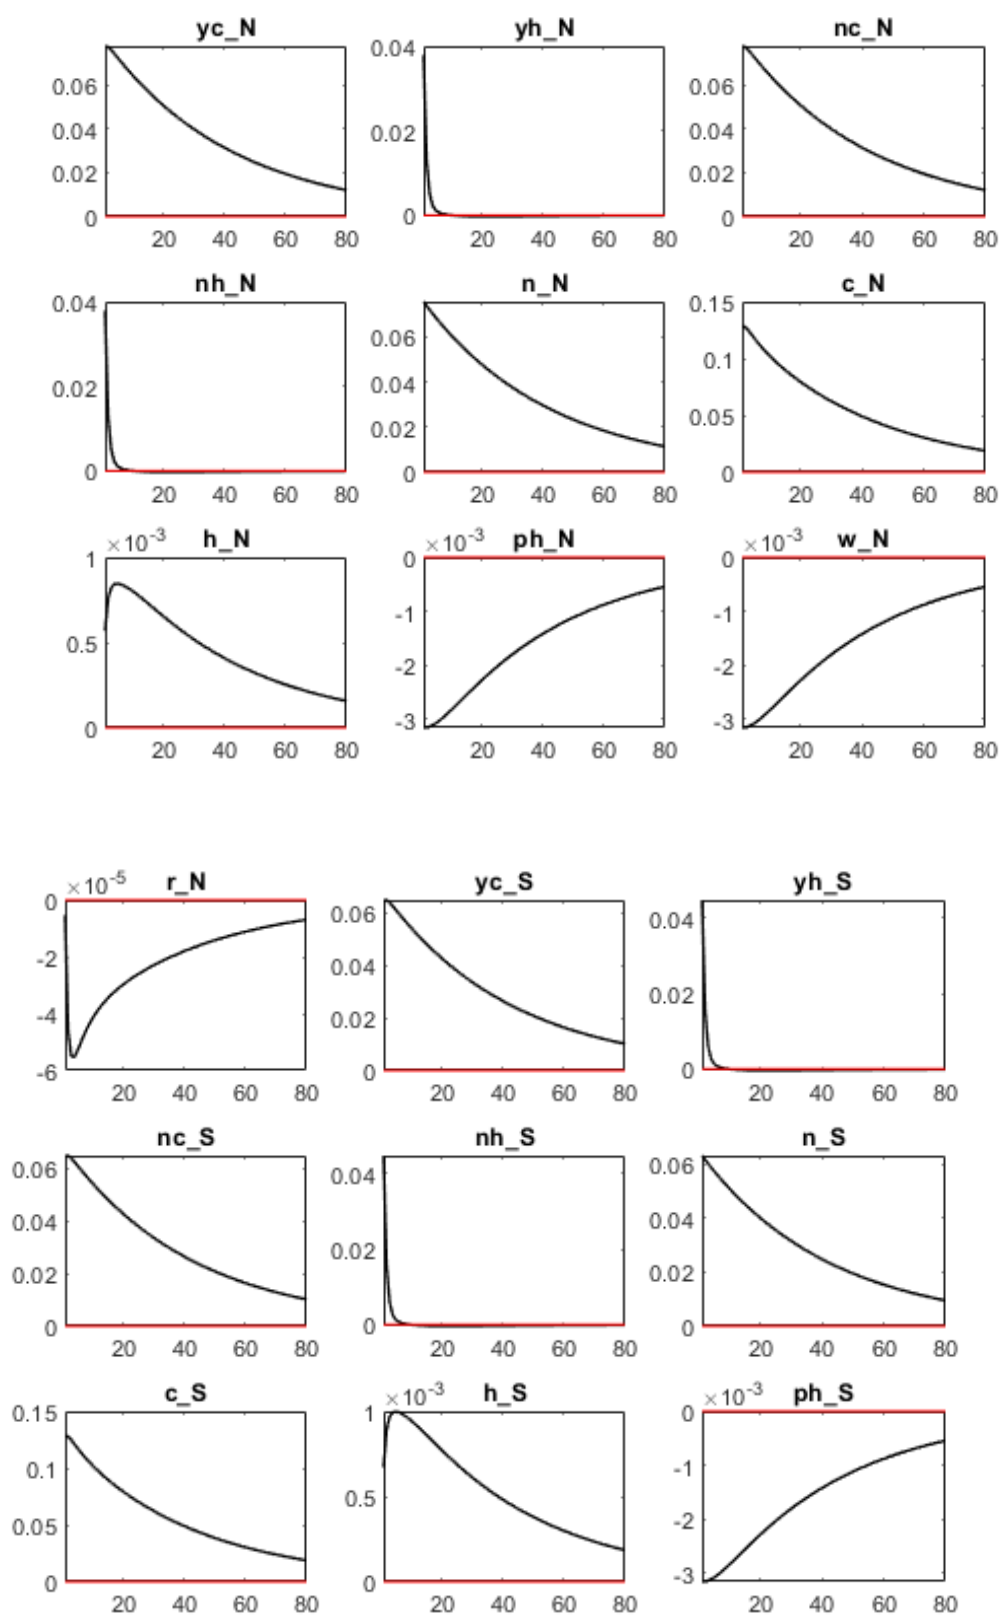 yc_N yh_N nc_N
0.06 0.04 0.02 0
0.04 0.02 0
0.06 0.04 0.02 0
20 40 60 80 20 40 60 80 20 40 60 80
nh_N n_N c_N
0.04 0.02 0
0.06 0.04 0.02 0
0.15 0.1 0.05 0
20 40 60 80 20 40 60 80 20 40 60 80
×10-3 h_N ×10-3 ph_N ×10-3 w_N
1 0.5 0
0 -1 -2 -3
0 -1 -2 -3
20 40 60 80 20 40 60 80 20 40 60 80
×10-5 r_N yc_S yh_S
0 -2 -4 -6
0.06 0.04 0.02 0
0.04 0.02 0
20 40 60 80 20 40 60 80 20 40 60 80
nc_S nh_S n_S
0.06 0.04 0.02 0
0.04 0.02 0
0.06 0.04 0.02 0
20 40 60 80 20 40 60 80 20 40 60 80
c_S ×10-3 h_S ×10-3 ph_S
0.15 0.1 0.05 0
1 0.5 0
0 -1 -2 -3
20 40 60 80 20 40 60 80 20 40 60 80